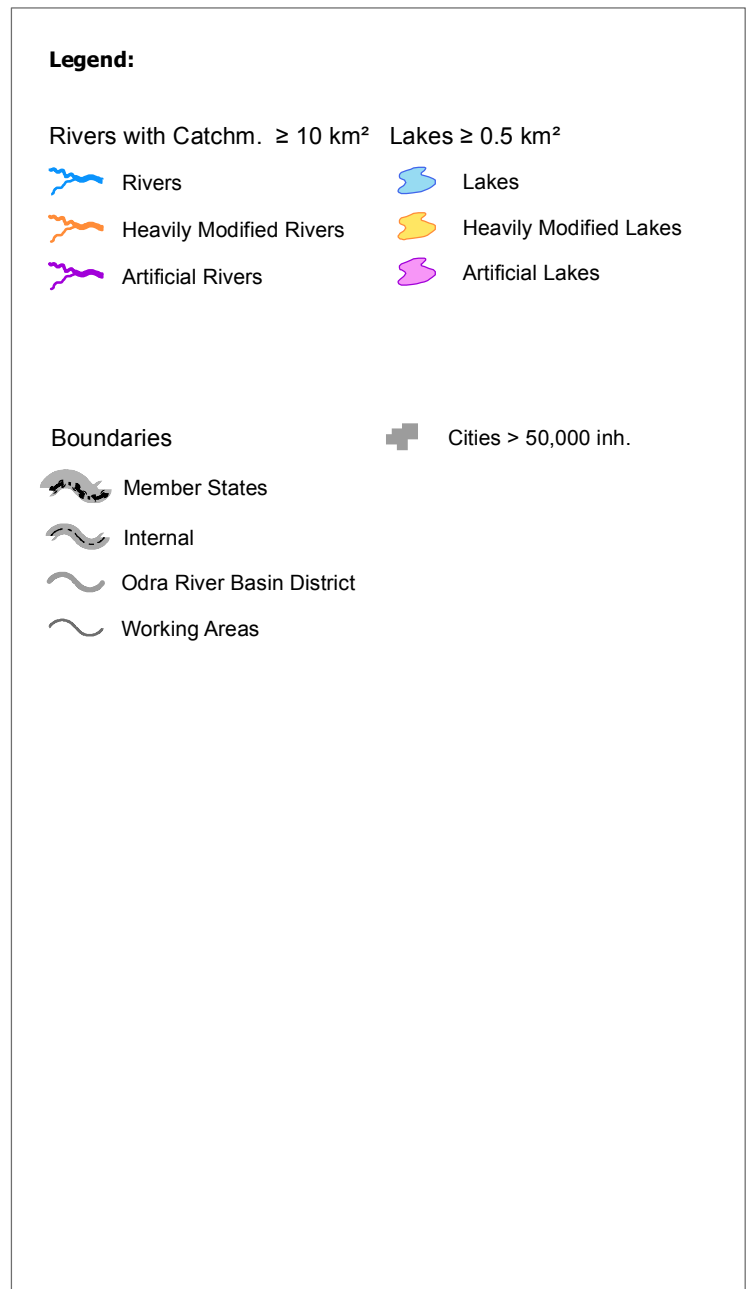 Legend:
Rivers with Catchm. ≥ 10 km² Lakes ≥ 0.5 km²
Rivers Lakes
Heavily Modified Rivers Heavily Modified Lakes
Artificial Rivers Artificial Lakes
Boundaries Cities > 50,000 inh.
Member States
Internal
Odra River Basin District
Working Areas